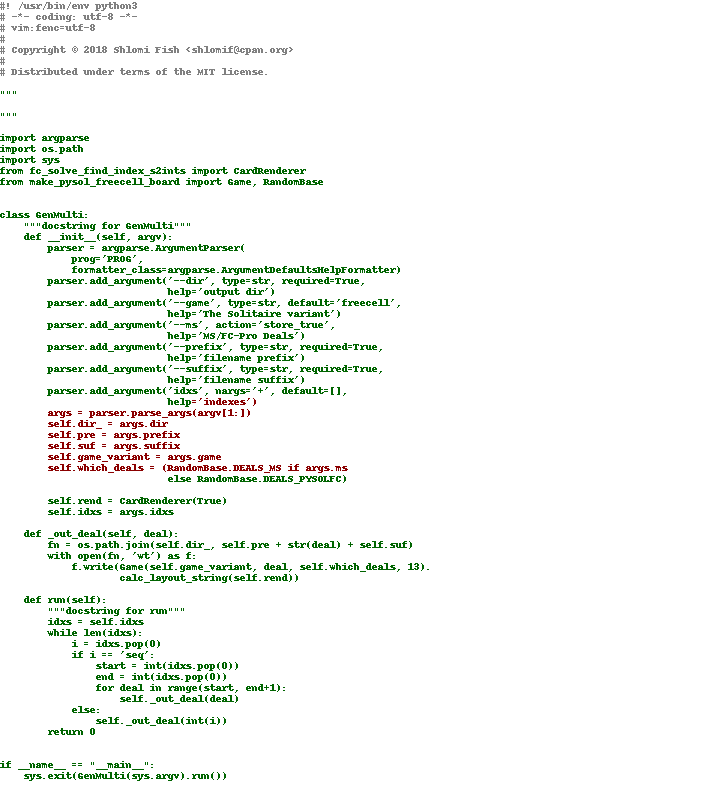 #! /usr/bin/env python3
# -*- coding: utf-8 -*-
# vim:fenc=utf-8
#
# Copyright © 2018 Shlomi Fish <shlomif@cpan.org>
#
# Distributed under terms of the MIT license.

"""

"""

import argparse
import os.path
import sys
from fc_solve_find_index_s2ints import CardRenderer
from make_pysol_freecell_board import Game, RandomBase


class GenMulti:
    """docstring for GenMulti"""
    def __init__(self, argv):
        parser = argparse.ArgumentParser(
            prog='PROG',
            formatter_class=argparse.ArgumentDefaultsHelpFormatter)
        parser.add_argument('--dir', type=str, required=True,
                            help='output dir')
        parser.add_argument('--game', type=str, default='freecell',
                            help='The Solitaire variant')
        parser.add_argument('--ms', action='store_true',
                            help='MS/FC-Pro Deals')
        parser.add_argument('--prefix', type=str, required=True,
                            help='filename prefix')
        parser.add_argument('--suffix', type=str, required=True,
                            help='filename suffix')
        parser.add_argument('idxs', nargs='+', default=[],
                            help='indexes')
        args = parser.parse_args(argv[1:])
        self.dir_ = args.dir
        self.pre = args.prefix
        self.suf = args.suffix
        self.game_variant = args.game
        self.which_deals = (RandomBase.DEALS_MS if args.ms
                            else RandomBase.DEALS_PYSOLFC)

        self.rend = CardRenderer(True)
        self.idxs = args.idxs

    def _out_deal(self, deal):
        fn = os.path.join(self.dir_, self.pre + str(deal) + self.suf)
        with open(fn, 'wt') as f:
            f.write(Game(self.game_variant, deal, self.which_deals, 13).
                    calc_layout_string(self.rend))

    def run(self):
        """docstring for run"""
        idxs = self.idxs
        while len(idxs):
            i = idxs.pop(0)
            if i == 'seq':
                start = int(idxs.pop(0))
                end = int(idxs.pop(0))
                for deal in range(start, end+1):
                    self._out_deal(deal)
            else:
                self._out_deal(int(i))
        return 0


if __name__ == "__main__":
    sys.exit(GenMulti(sys.argv).run())